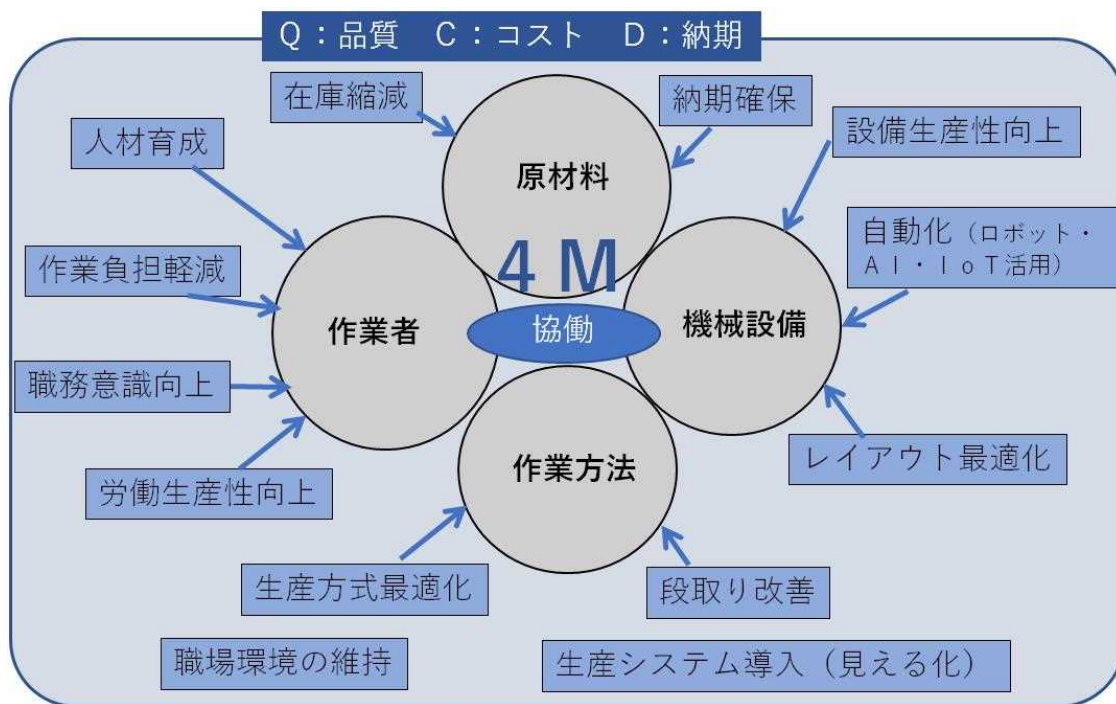 Ｑ：品質　Ｃ：コスト　Ｄ：納期
在庫縮減
納期確保
人材育成
設備生産性向上
原材料
自動化（ロボット・
ＡＩ・ＩｏＴ活用）
作業負担軽減
４Ｍ
作業者
協働
機械設備
職務意識向上
作業方法
レイアウト最適化
労働生産性向上
生産方式最適化
段取り改善
職場環境の維持
生産システム導入（見える化）